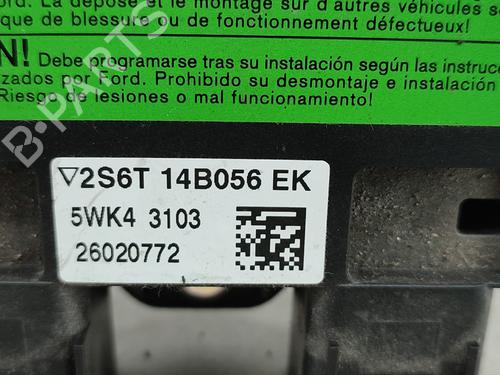 Ford. La dépose et le montage sur d'autres véhicules s
que de blessure ou de fonctionnement défectueux!
N! Debe programarse tras su instalación según las instrucc
izados por Ford. Prohibido su desmontaje e instalación
Riesgo de lesiones o mal funcionamiento!
B-PARTS
▽2S6T 14B056 EK
5WK4 3103
26020772